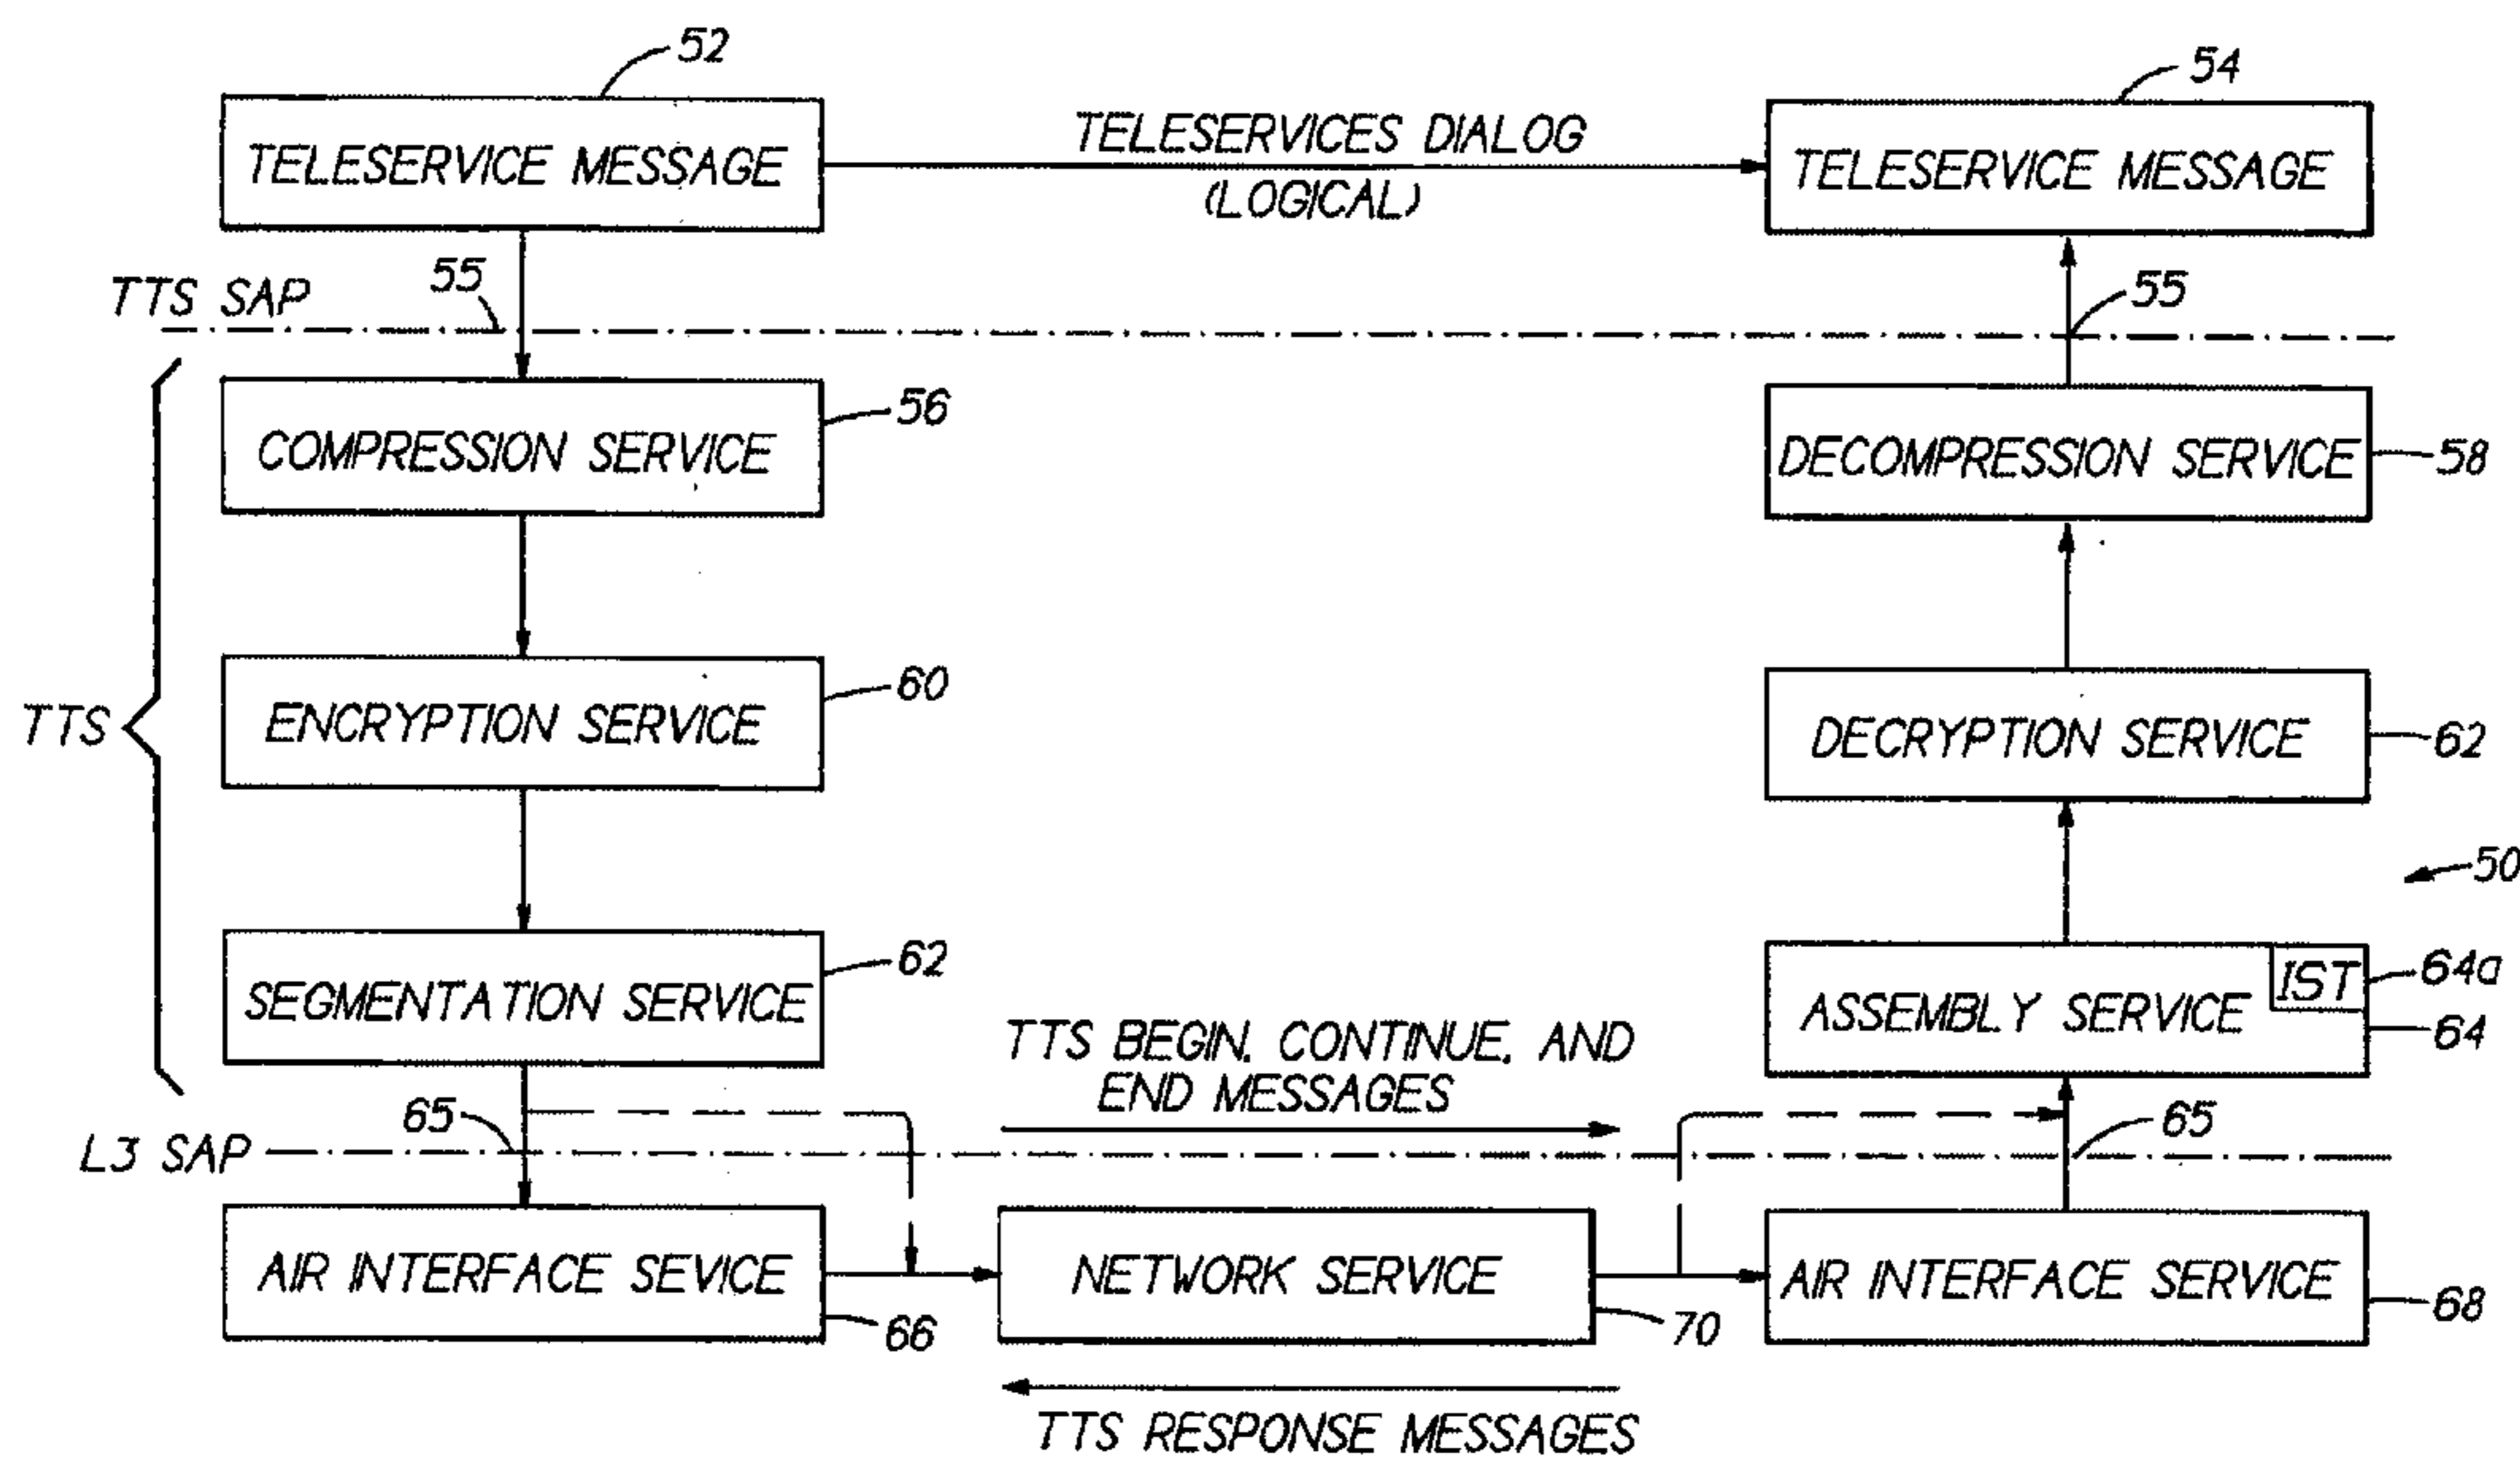 52
54
TELESERVICE MESSAGE
TELESERVICES DIALOG
(LOGICAL)
TELESERVICE MESSAGE
TTS SAP
55
55
COMPRESSION SERVICE
56
DECOMPRESSION SERVICE
58
TTS
ENCRYPTION SERVICE
60
DECRYPTION SERVICE
62
50
SEGMENTATION SERVICE
62
ASSEMBLY SERVICE
IST
64a
64
TTS BEGIN, CONTINUE, AND
END MESSAGES
L3 SAP
65
65
AIR INTERFACE SEVICE
66
NETWORK SERVICE
70
AIR INTERFACE SERVICE
68
TTS RESPONSE MESSAGES